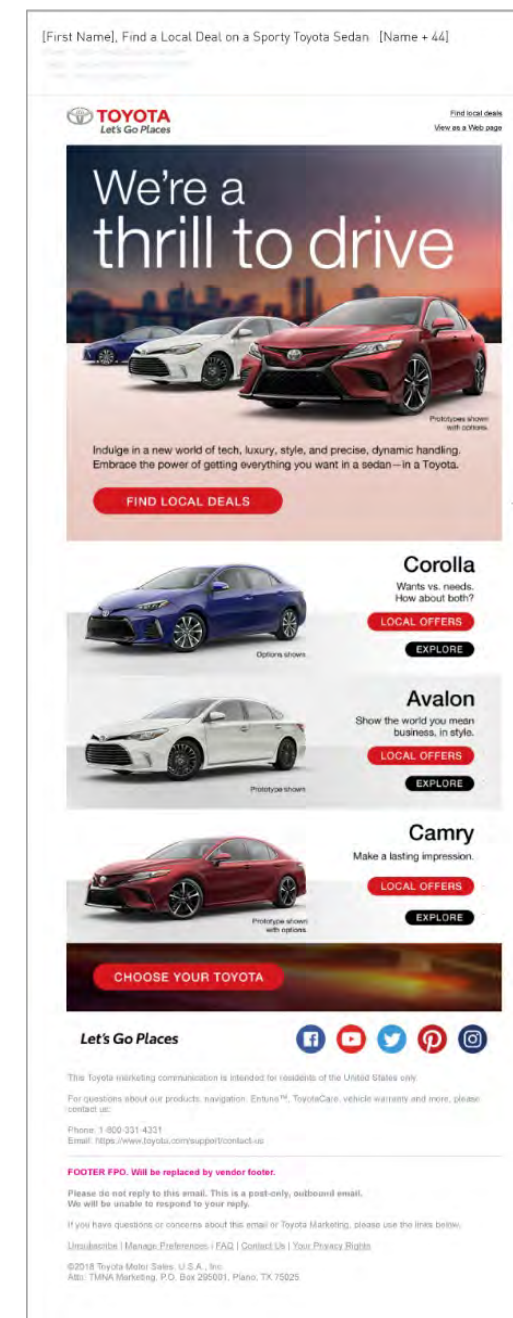 [First Name], Find a Local Deal on a Sporty Toyota Sedan [Name + 44]
TOYOTA
Let's Go Places
Find local deals
View as a Web page
We're a
thrill to drive
Prototypes shown
with options.
Indulge in a new world of tech, luxury, style, and precise, dynamic handling.
Embrace the power of getting everything you want in a sedan—in a Toyota.
FIND LOCAL DEALS
Corolla
Wants vs. needs.
How about both?
LOCAL OFFERS
EXPLORE
Options shown.
Avalon
Show the world you mean
business, in style.
LOCAL OFFERS
EXPLORE
Prototype shown.
Camry
Make a lasting impression.
LOCAL OFFERS
EXPLORE
Prototype shown
with options.
CHOOSE YOUR TOYOTA
Let's Go Places
This Toyota marketing communication is intended for residents of the United States only.
For questions about our products, navigation, Entune™, ToyotaCare, vehicle warranty and more, please
contact us:
Phone: 1-800-331-4331
Email: https://www.toyota.com/support/contact-us
FOOTER FPO. Will be replaced by vendor footer.
Please do not reply to this email. This is a post-only, outbound email.
We will be unable to respond to your reply.
If you have questions or concerns about this email or Toyota Marketing, please use the links below.
Unsubscribe | Manage Preferences | FAQ | Contact Us | Your Privacy Rights
©2018 Toyota Motor Sales, U.S.A., Inc.
Attn: TMNA Marketing, P.O. Box 295001, Plano, TX 75025